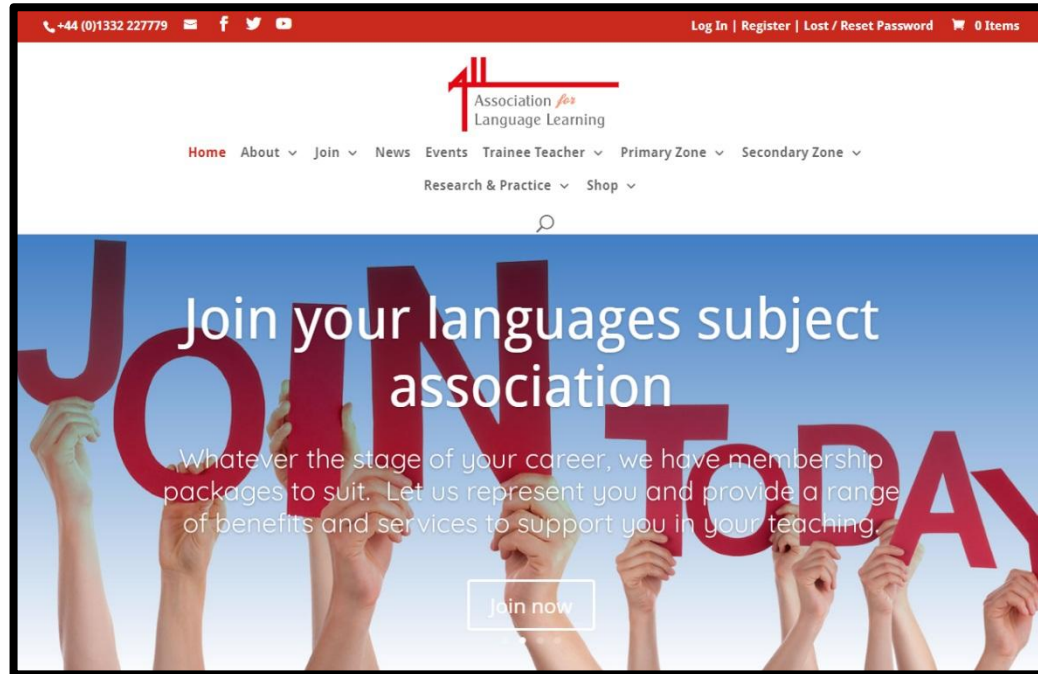 +44 (0)1332 227779
Log In | Register | Lost / Reset Password 0 Items
All
Association for
Language Learning
Home About Join News Events Trainee Teacher Primary Zone Secondary Zone
Research & Practice Shop
JOIN TODAY
Join your languages subject
association
Whatever the stage of your career, we have membership
packages to suit. Let us represent you and provide a range
of benefits and services to support you in your teaching.
Join now